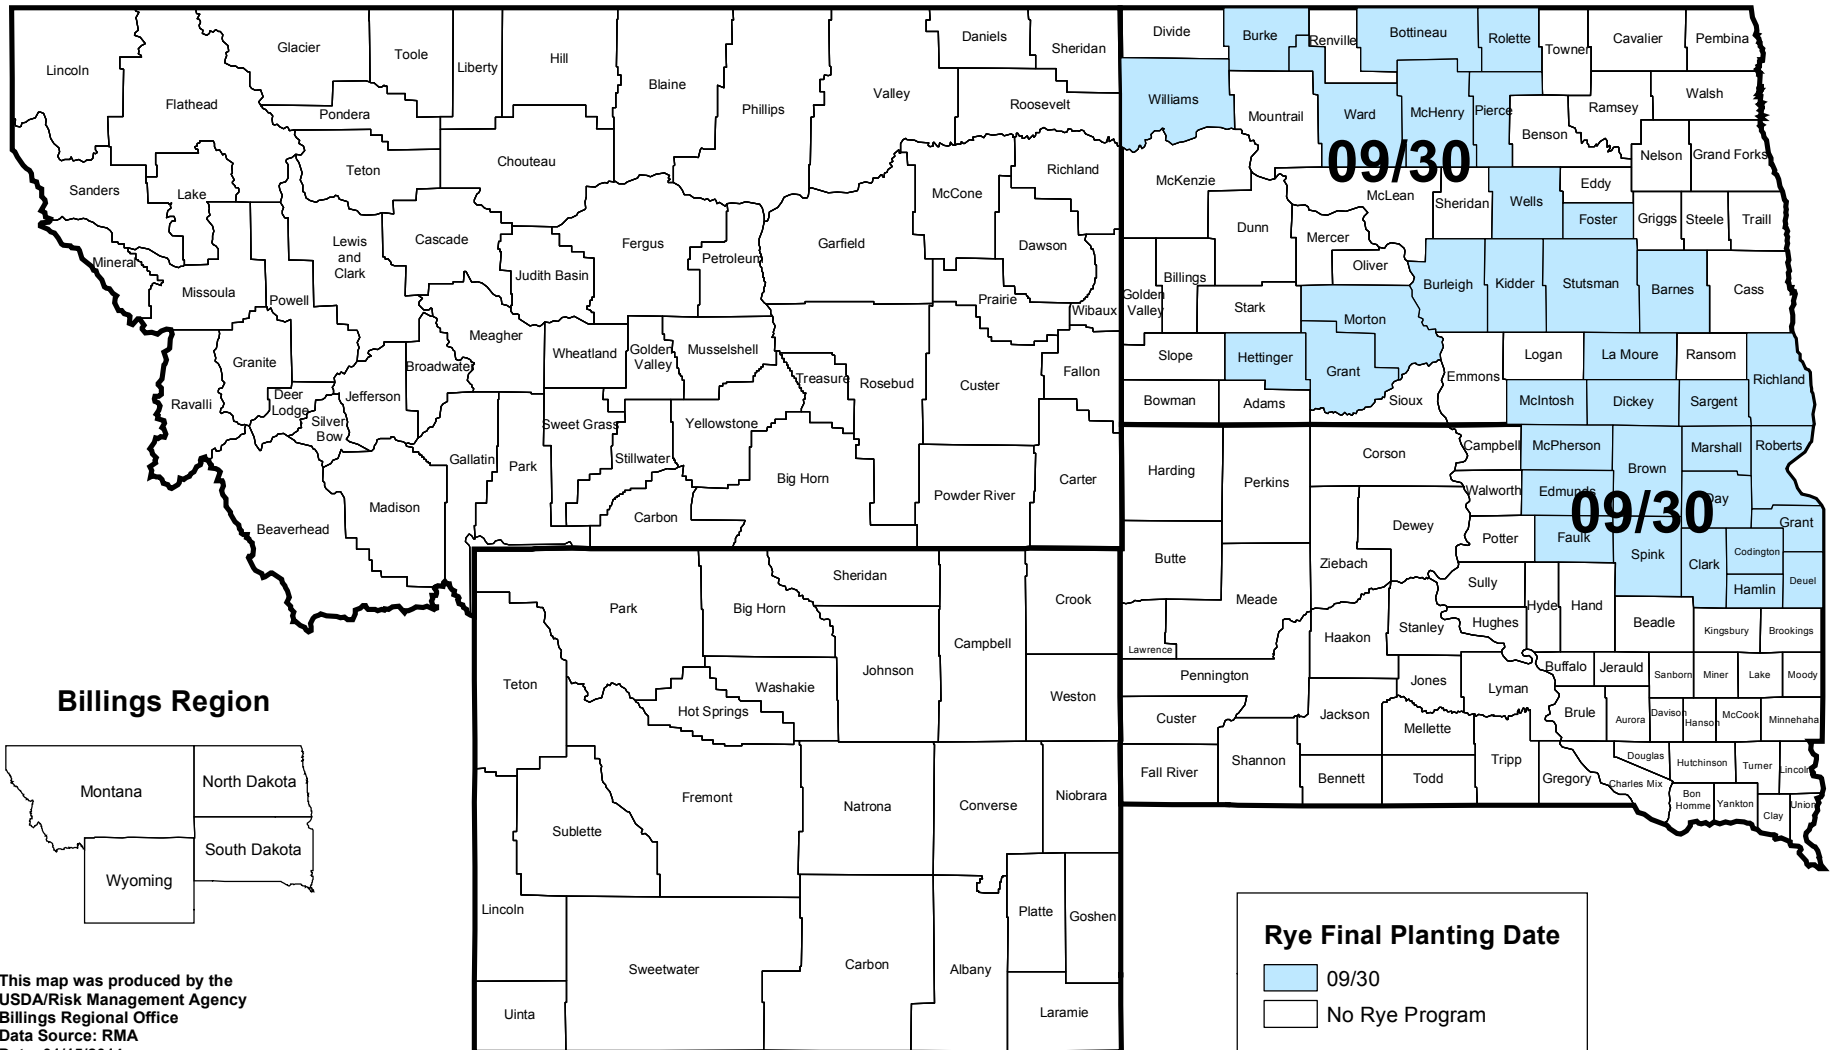 Lincoln
Flathead
Glacier
Toole
Liberty
Hill
Blaine
Phillips
Valley
Daniels
Sheridan
Roosevelt
Pondera
Teton
Chouteau
Sanders
Lake
Lewis
and
Clark
Cascade
Judith Basin
Fergus
Petroleum
Garfield
McCone
Richland
Dawson
Mineral
Missoula
Powell
Meagher
Wheatland
Golden
Valley
Musselshell
Treasure
Rosebud
Custer
Prairie
Wibaux
Fallon
Granite
Ravalli
Deer
Lodge
Silver
Bow
Jefferson
Broadwater
Gallatin
Park
Sweet Grass
Stillwater
Yellowstone
Carbon
Big Horn
Powder River
Carter
Beaverhead
Madison
Divide
Burke
Renville
Bottineau
Rolette
Towner
Cavalier
Pembina
Williams
Mountrail
Ward
McHenry
Pierce
Benson
Ramsey
Walsh
Nelson
Grand Forks
09/30
McKenzie
McLean
Sheridan
Wells
Eddy
Foster
Griggs
Steele
Traill
Dunn
Mercer
Oliver
Billings
Golden
Valley
Stark
Morton
Burleigh
Kidder
Stutsman
Barnes
Cass
Slope
Hettinger
Grant
Sioux
Emmons
Logan
La Moure
Ransom
Richland
Bowman
Adams
McIntosh
Dickey
Sargent
Harding
Perkins
Corson
Campbell
McPherson
Brown
Marshall
Roberts
Walworth
Edmunds
09/30
Day
Grant
Butte
Dewey
Ziebach
Potter
Faulk
Spink
Clark
Codington
Hamlin
Deuel
Meade
Sully
Hyde
Hand
Beadle
Kingsbury
Brookings
Lawrence
Haakon
Stanley
Hughes
Pennington
Jones
Lyman
Buffalo
Jerauld
Sanborn
Miner
Lake
Moody
Custer
Jackson
Mellette
Brule
Aurora
Davison
Hanson
McCook
Minnehaha
Fall River
Shannon
Bennett
Todd
Tripp
Gregory
Douglas
Charles Mix
Hutchinson
Turner
Lincoln
Bon
Homme
Yankton
Clay
Union
Park
Big Horn
Sheridan
Johnson
Campbell
Crook
Weston
Teton
Washakie
Hot Springs
Fremont
Sublette
Natrona
Converse
Niobrara
Lincoln
Sweetwater
Carbon
Albany
Platte
Goshen
Laramie
Uinta
Billings Region
Montana
North Dakota
South Dakota
Wyoming
This map was produced by the
USDA/Risk Management Agency
Billings Regional Office
Data Source: RMA
Rye Final Planting Date
09/30
No Rye Program